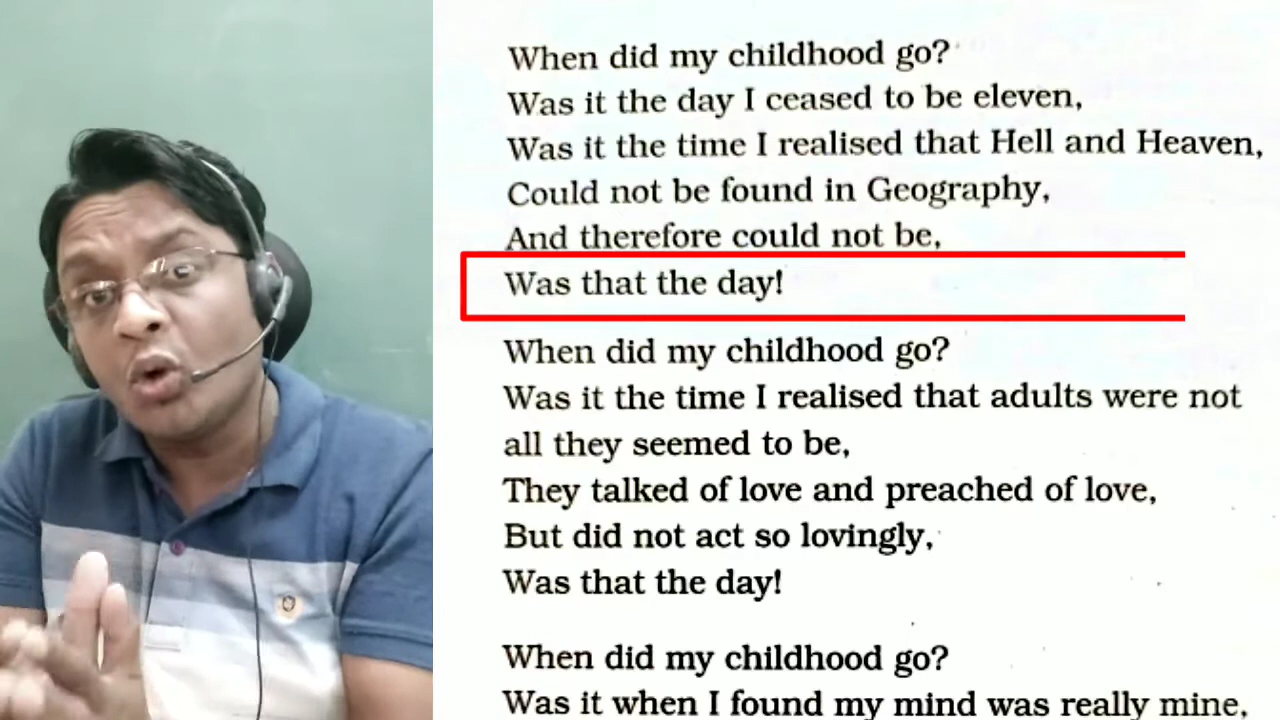 When did my childhood go?
Was it the day I ceased to be eleven,
Was it the time I realised that Hell and Heaven,
Could not be found in Geography,
And therefore could not be,
Was that the day!
When did my childhood go?
Was it the time I realised that adults were not
all they seemed to be,
They talked of love and preached of love,
But did not act so lovingly,
Was that the day!
When did my childhood go?
Was it when I found my mind was really mine,